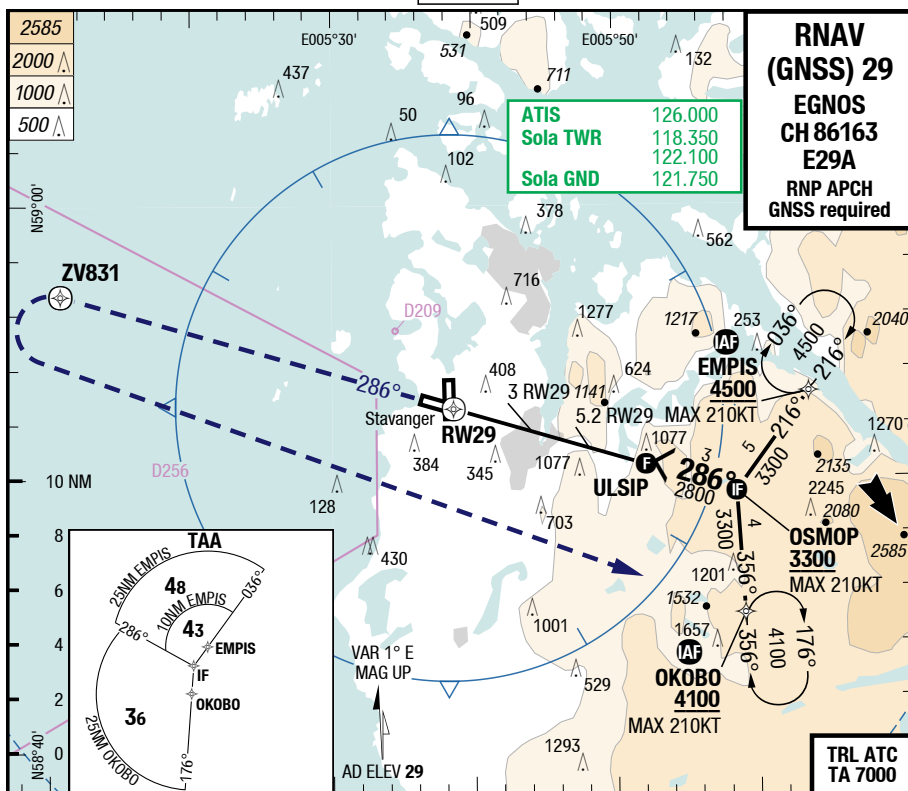 2585
2000
1000
500
E005°30'
E005°50'
N59°00'
N58°40'
RNAV
(GNSS) 29
EGNOS
CH 86163
E29A
RNP APCH
GNSS required
ATIS 126.000
Sola TWR 118.350
122.100
Sola GND 121.750
509
531
711
132
437
50
96
102
378
562
ZV831
716
D209
1277
1217
253
2040
036°
4500
216°
IAF
EMPIS
4500
MAX 210KT
408
624
286°
3 RW29
1141
5.2 RW29
Stavanger
RW29
216°
1270
384
345
1077
1077
F
ULSIP
3
286°
2800
5
3300
IF
2135
2245
2080
2585
OSMOP
3300
MAX 210KT
D256
10 NM
8
6
4
2
0
128
703
430
3300
4
356°
1201
1532
1657
1001
529
1293
IAF
OKOBO
4100
MAX 210KT
356°
4100
176°
TAA
25NM EMPIS
48
10NM EMPIS
43
036°
286°
EMPIS
IF
OKOBO
36
25NM OKOBO
176°
VAR 1° E
MAG UP
AD ELEV 29
TRL ATC
TA 7000